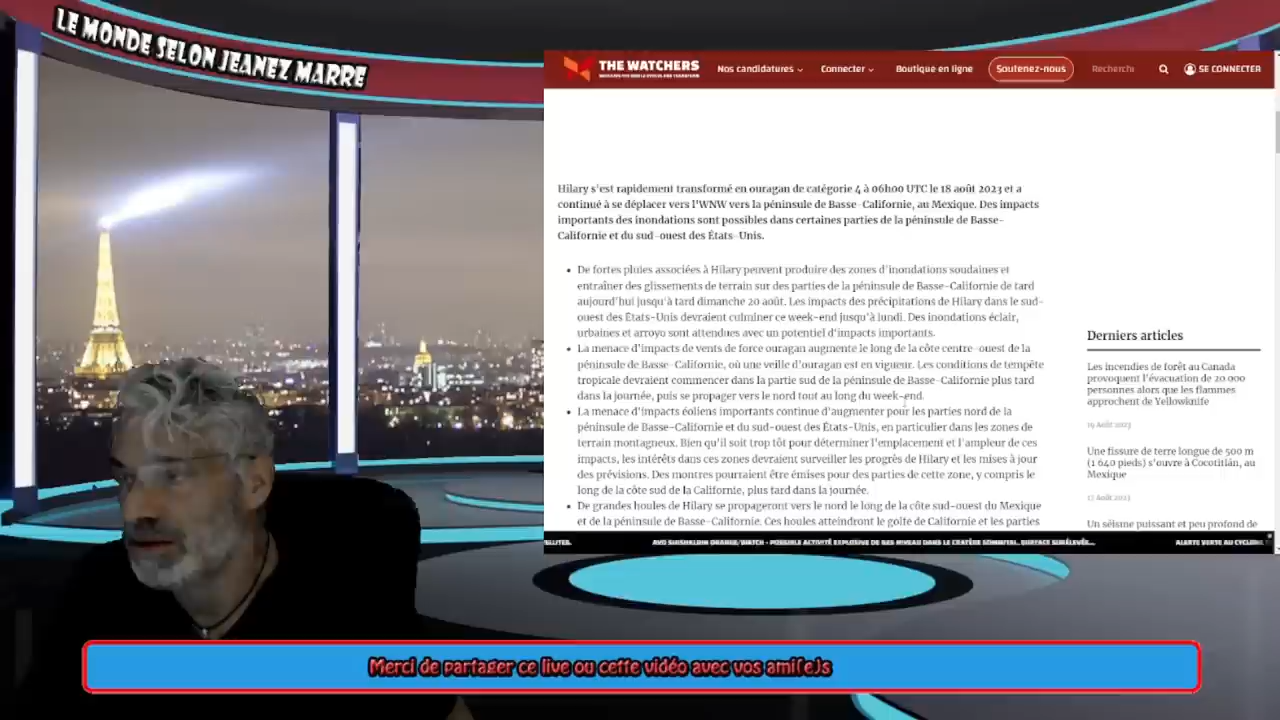 LE MONDE SELON JEANEZ MARRE
THE WATCHERS
Nos candidatures
Connecter
Boutique en ligne
Soutenez-nous
Recherche
SE CONNECTER
Hilary s'est rapidement transformé en ouragan de catégorie 4 à 06h00 UTC le 18 août 2023 et a
continué à se déplacer vers l'WNW vers la péninsule de Basse-Californie, au Mexique. Des impacts
importants des inondations sont possibles dans certaines parties de la péninsule de Basse-
Californie et du sud-ouest des États-Unis.
De fortes pluies associées à Hilary peuvent produire des zones d'inondations soudaines et
entraîner des glissements de terrain sur des parties de la péninsule de Basse-Californie de tard
aujourd'hui jusqu'à tard dimanche 20 août. Les impacts des précipitations de Hilary dans le sud-
ouest des États-Unis devraient culminer ce week-end jusqu'à lundi. Des inondations éclair,
urbaines et arroyo sont attendues avec un potentiel d'impacts importants.
La menace d'impacts de vents de force ouragan augmente le long de la côte centre-ouest de la
péninsule de Basse-Californie, où une veille d'ouragan est en vigueur. Les conditions de tempête
tropicale devraient commencer dans la partie sud de la péninsule de Basse-Californie plus tard
dans la journée, puis se propager vers le nord tout au long du week-end.
La menace d'impacts éoliens importants continue d'augmenter pour les parties nord de la
péninsule de Basse-Californie et du sud-ouest des États-Unis, en particulier dans les zones de
terrain montagneux. Bien qu'il soit trop tôt pour déterminer l'emplacement et l'ampleur de ces
impacts, les intérêts dans ces zones devraient surveiller les progrès de Hilary et les mises à jour
des prévisions. Des montres pourraient être émises pour des parties de cette zone, y compris le
long de la côte sud de la Californie, plus tard dans la journée.
De grandes houles de Hilary se propageront vers le nord le long de la côte sud-ouest du Mexique
et de la péninsule de Basse-Californie. Ces houles atteindront le golfe de Californie et les parties
Derniers articles
Les incendies de forêt au Canada
provoquent l'évacuation de 20 000
personnes alors que les flammes
approchent de Yellowknife
19 Août 2023
Une fissure de terre longue de 500 m
(1 640 pieds) s'ouvre à Cocotitlán, au
Mexique
17 Août 2023
Un séisme puissant et peu profond de
Merci de partager ce live ou cette vidéo avec vos ami(e)s